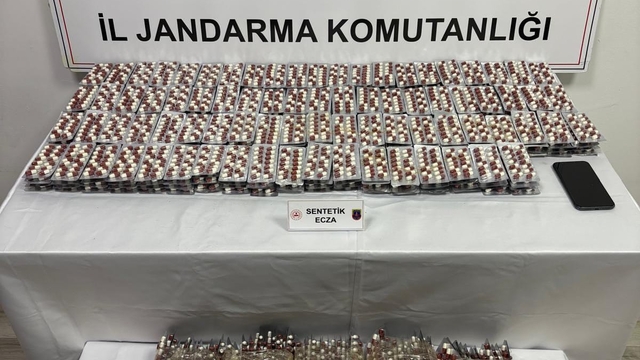 İL JANDARMA KOMUTANLIĞI
SENTETİK
ECZA